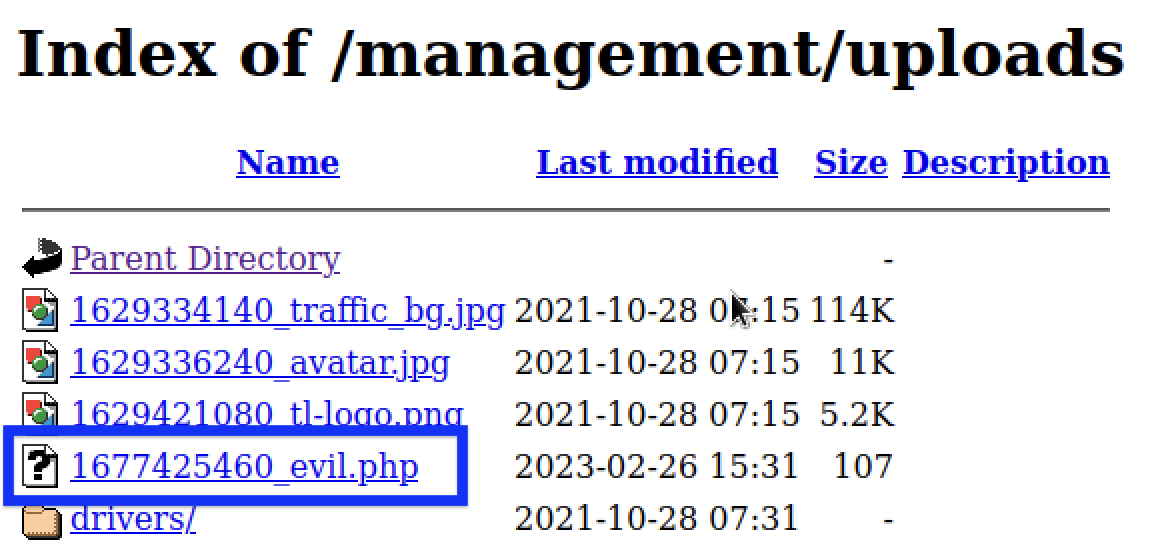 Index of /management/uploads
Name Last modified Size Description
Parent Directory -
1629334140_traffic_bg.jpg 2021-10-28 07:15 114K
1629336240_avatar.jpg 2021-10-28 07:15 11K
1629421080_tl-logo.png 2021-10-28 07:15 5.2K
1677425460_evil.php 2023-02-26 15:31 107
drivers/ 2021-10-28 07:31 -